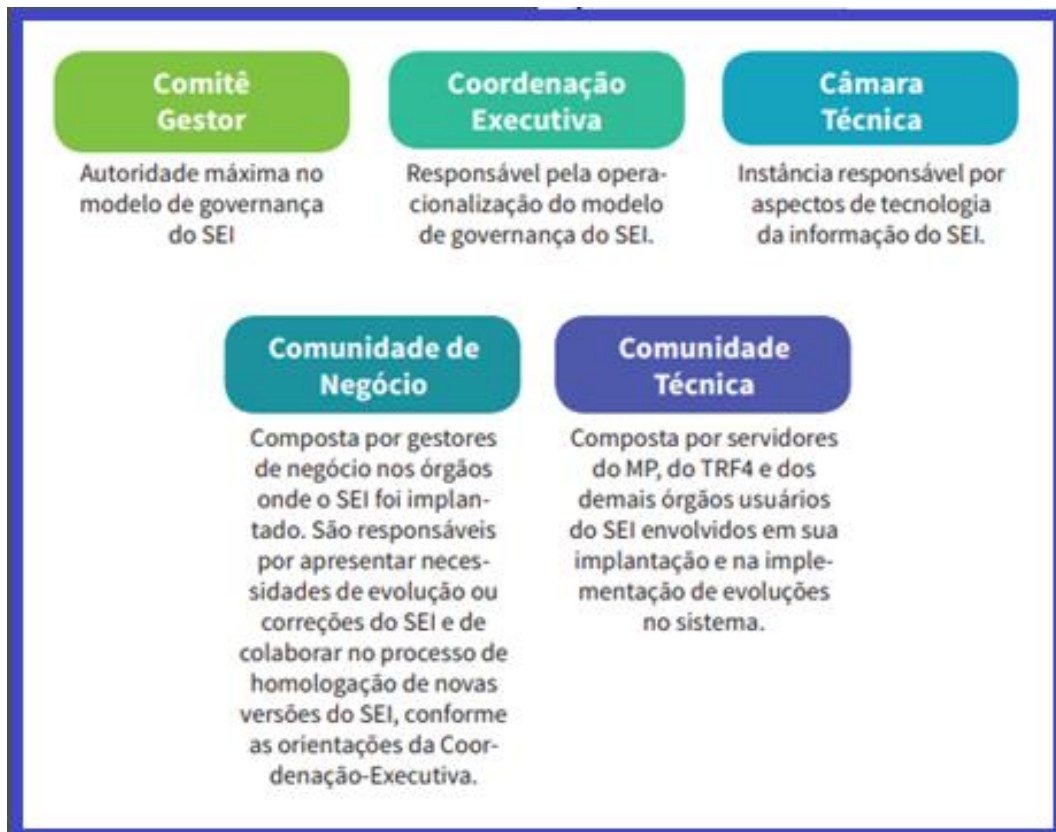 Comitê
Gestor
Autoridade máxima no
modelo de governança
do SEI
Coordenação
Executiva
Responsável pela opera-
cionalização do modelo
de governança do SEI.
Câmara
Técnica
Instância responsável por
aspectos de tecnologia
da informação do SEI.
Comunidade de
Negócio
Composta por gestores
de negócio nos órgãos
onde o SEI foi implan-
tado. São responsáveis
por apresentar neces-
sidades de evolução ou
correções do SEI e de
colaborar no processo de
homologação de novas
versões do SEI, conforme
as orientações da Coor-
denação-Executiva.
Comunidade
Técnica
Composta por servidores
do MP, do TRF4 e dos
demais órgãos usuários
do SEI envolvidos em sua
implantação e na imple-
mentação de evoluções
no sistema.